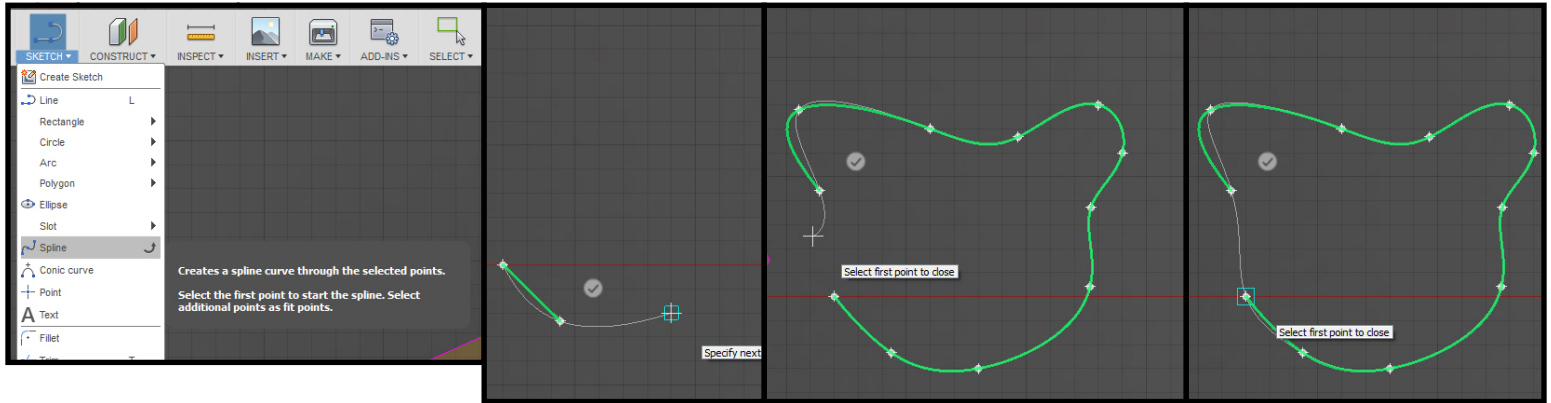 SKETCH CONSTRUCT INSPECT INSERT MAKE ADD-INS SELECT
Create Sketch
Line L
Rectangle
Circle
Arc
Polygon
Ellipse
Slot
Spline
Conic curve
Point
A Text
Fillet
Trim T
Creates a spline curve through the selected points.
Select the first point to start the spline. Select
additional points as fit points.
Specify next
Select first point to close
Select first point to close